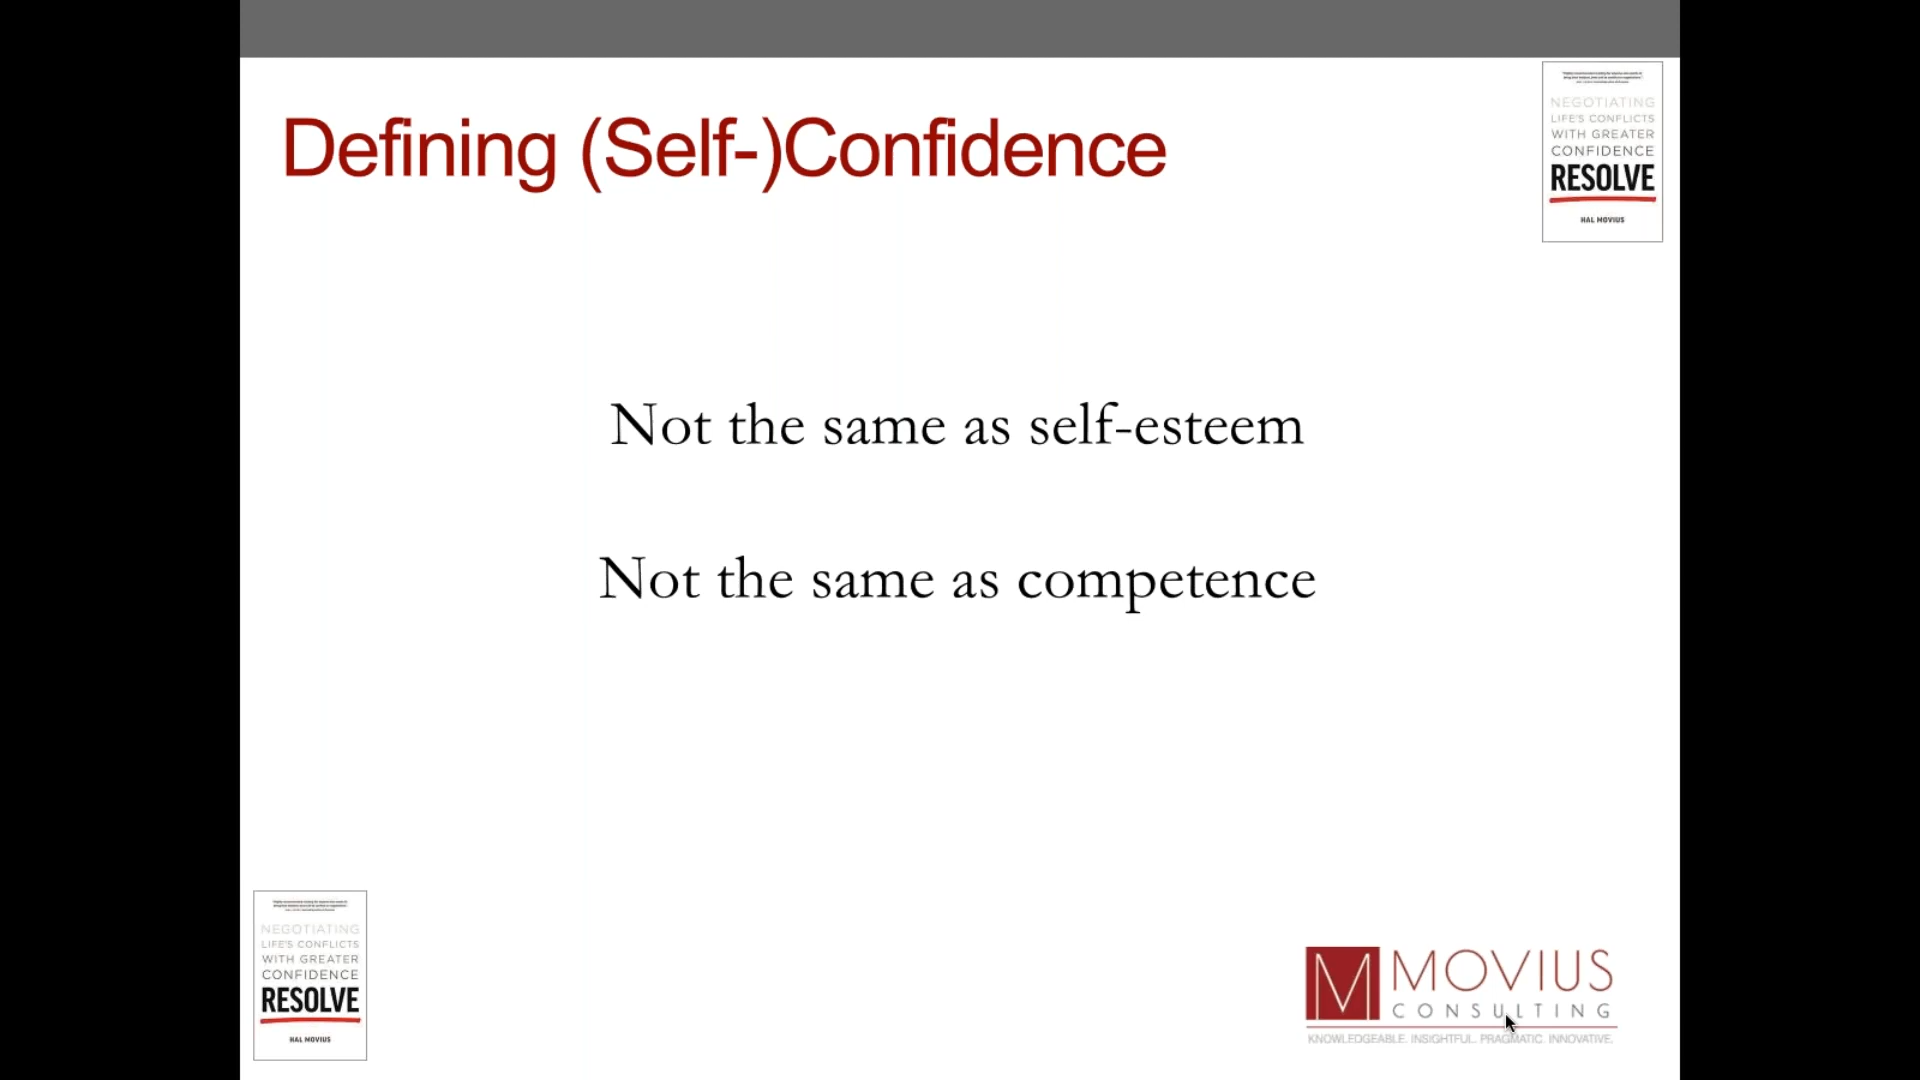 Defining (Self-)Confidence
NEGOTIATING
LIFE'S CONFLICTS
WITH GREATER
CONFIDENCE
RESOLVE
HAL MOVIUS
Not the same as self-esteem
Not the same as competence
NEGOTIATING
LIFE'S CONFLICTS
WITH GREATER
CONFIDENCE
RESOLVE
HAL MOVIUS
M MOVIUS
CONSULTING
KNOWLEDGEABLE. INSIGHTFUL. PRAGMATIC. INNOVATIVE.